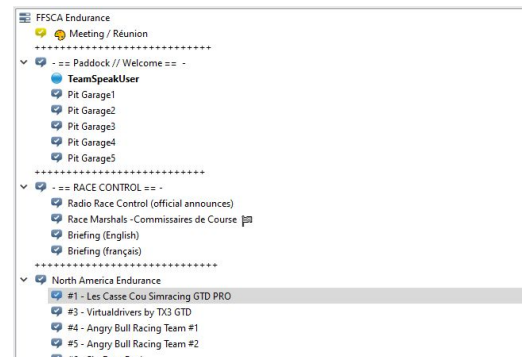 FFSCA Endurance
Meeting / Réunion
++++++++++++++++++++++++++++
- == Paddock // Welcome == -
TeamSpeakUser
Pit Garage1
Pit Garage2
Pit Garage3
Pit Garage4
Pit Garage5
+++++++++++++++++++++++++++
- == RACE CONTROL == -
Radio Race Control (official announces)
Race Marshals -Commissaires de Course
Briefing (English)
Briefing (français)
+++++++++++++++++++++++++++++
North America Endurance
#1 - Les Casse Cou Simracing GTD PRO
#3 - Virtualdrivers by TX3 GTD
#4 - Angry Bull Racing Team #1
#5 - Angry Bull Racing Team #2